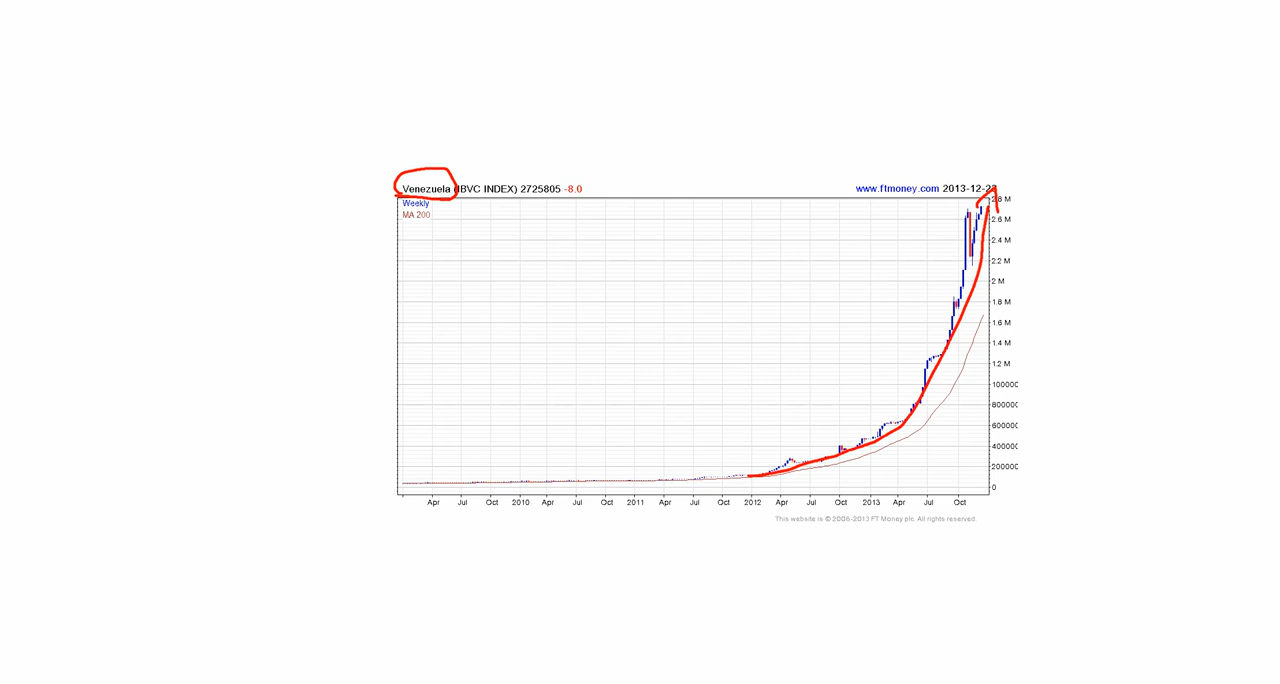 Venezuela (IBVC INDEX) 2725805 -8.0
www.ftmoney.com 2013-12-23
Weekly
MA 200
2.8 M
2.6 M
2.4 M
2.2 M
2 M
1.8 M
1.6 M
1.4 M
1.2 M
100000
800000
600000
400000
200000
0
Apr Jul Oct 2010 Apr Jul Oct 2011 Apr Jul Oct 2012 Apr Jul Oct 2013 Apr Jul Oct
This website is © 2006-2013 FT Money plc. All rights reserved.